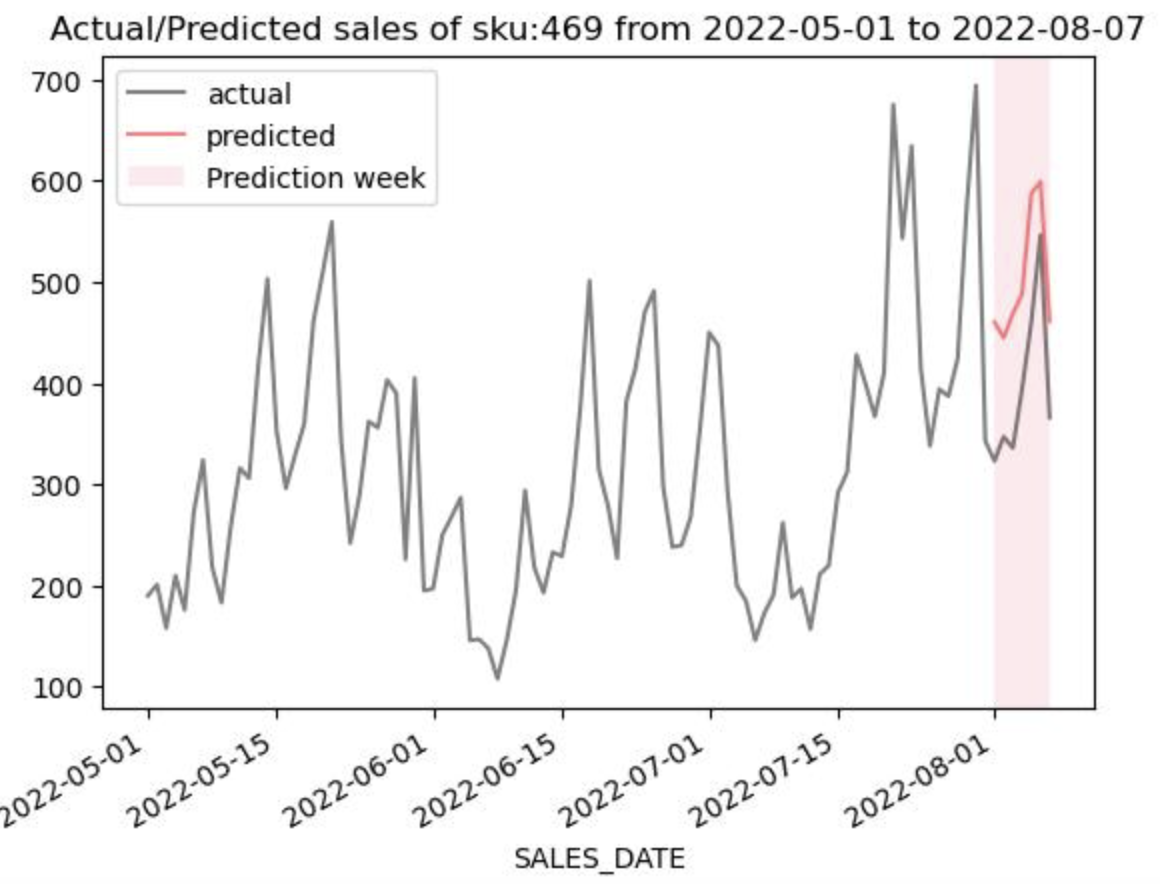 Actual/Predicted sales of sku:469 from 2022-05-01 to 2022-08-07
700
600
500
400
300
200
100
actual
predicted
Prediction week
2022-05-01
2022-05-15
2022-06-01
2022-06-15
2022-07-01
2022-07-15
2022-08-01
SALES_DATE